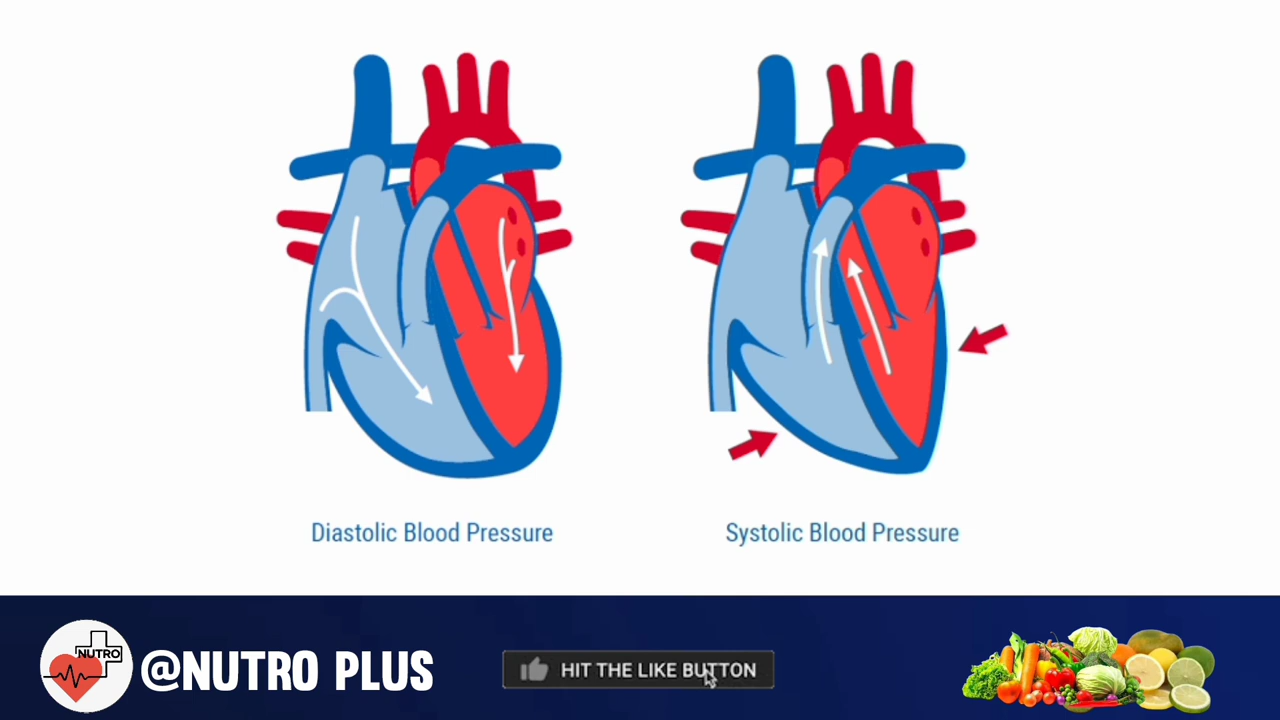 Diastolic Blood Pressure
Systolic Blood Pressure
NUTRO
@NUTRO PLUS
HIT THE LIKE BUTTON